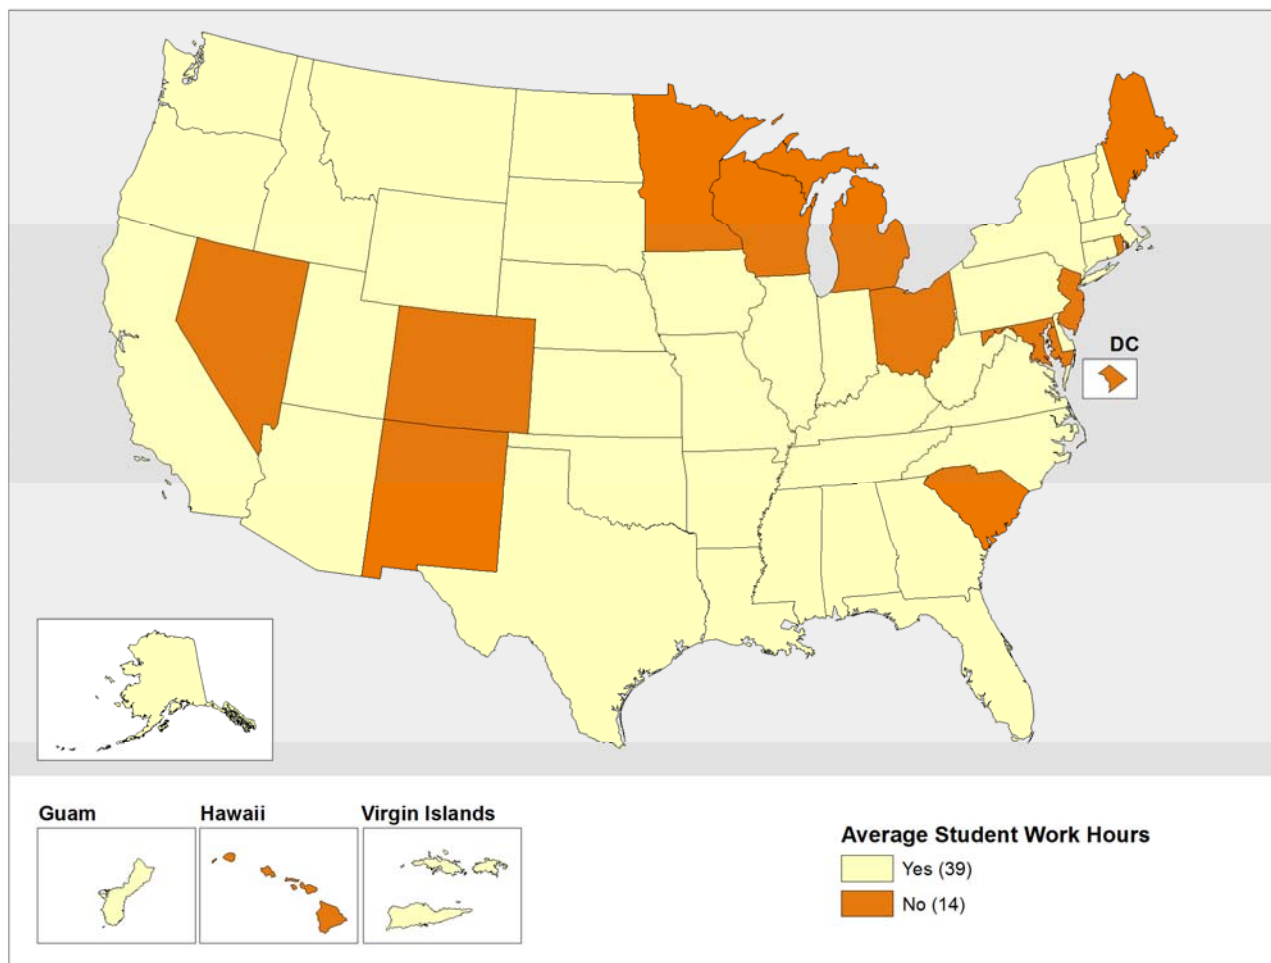 DC
Guam
Hawaii
Virgin Islands
Average Student Work Hours
Yes (39)
No (14)